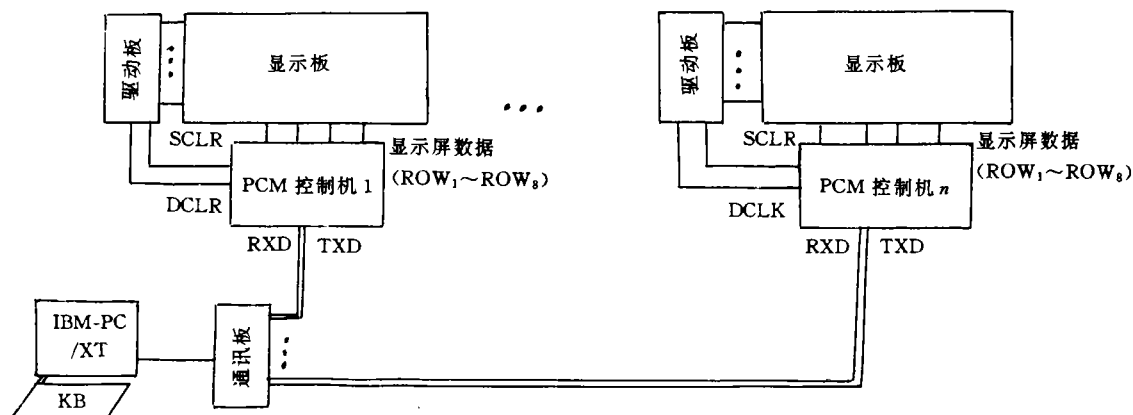 驱动板
显示板
SCLR
显示屏数据
(ROW₁～ROW₈)
PCM 控制机 1
DCLR
RXD
TXD
驱动板
显示板
SCLR
显示屏数据
(ROW₁～ROW₈)
PCM 控制机 n
DCLK
RXD
TXD
IBM-PC
/XT
KB
通讯板